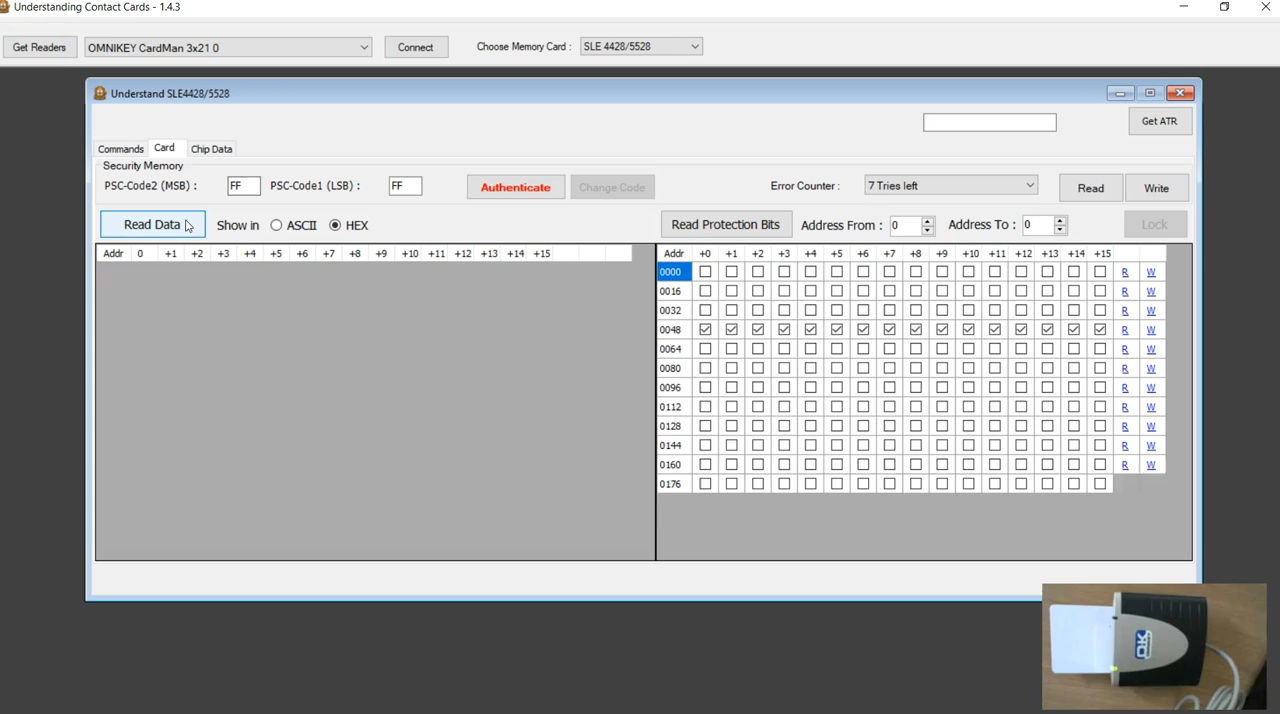 Understanding Contact Cards - 1.4.3
Get Readers OMNIKEY CardMan 3x21 0 Connect Choose Memory Card : SLE 4428/5528
Understand SLE4428/5528
Get ATR
Commands Card Chip Data
Security Memory
PSC-Code2 (MSB) : FF PSC-Code1 (LSB) : FF Authenticate Change Code Error Counter : 7 Tries left Read Write
Read Data Show in ASCII HEX Read Protection Bits Address From : 0 Address To : 0 Lock
Addr 0 +1 +2 +3 +4 +5 +6 +7 +8 +9 +10 +11 +12 +13 +14 +15 Addr +0 +1 +2 +3 +4 +5 +6 +7 +8 +9 +10 +11 +12 +13 +14 +15
0000 R W
0016 R W
0032 R W
0048 R W
0064 R W
0080 R W
0096 R W
0112 R W
0128 R W
0144 R W
0160 R W
0176
OK